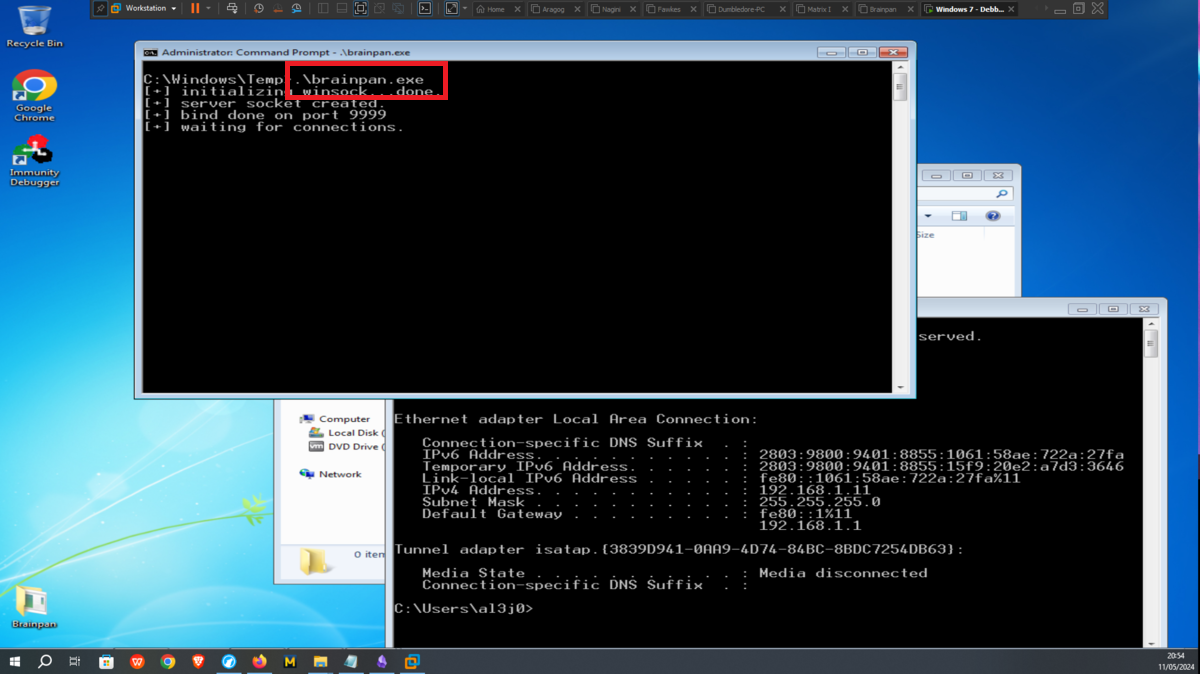 Workstation
Home
Aragog
Nagini
Fawkes
Dumbledore-PC
Matrix I
Brainpan
Windows 7 - Debb...
Recycle Bin
Google
Chrome
Immunity
Debugger
Brainpan
Administrator: Command Prompt - .\brainpan.exe
C:\Windows\Temp>.\brainpan.exe
[+] initializing winsock...done.
[+] server socket created.
[+] bind done on port 9999
[+] waiting for connections.
Size
served.
Computer
Local Disk (
DVD Drive (
Network
0 item
Ethernet adapter Local Area Connection:
Connection-specific DNS Suffix  . :
IPv6 Address. . . . . . . . . . . : 2803:9800:9401:8855:1061:58ae:722a:27fa
Temporary IPv6 Address. . . . . . : 2803:9800:9401:8855:15f9:20e2:a7d3:3646
Link-local IPv6 Address . . . . . : fe80::1061:58ae:722a:27fa%11
IPv4 Address. . . . . . . . . . . : 192.168.1.11
Subnet Mask . . . . . . . . . . . : 255.255.255.0
Default Gateway . . . . . . . . . : fe80::1%11
192.168.1.1
Tunnel adapter isatap.{3839D941-0AA9-4D74-84BC-8BDC7254DB63}:
Media State . . . . . . . . . . . : Media disconnected
Connection-specific DNS Suffix  . :
C:\Users\al3j0>
20:54
11/05/2024